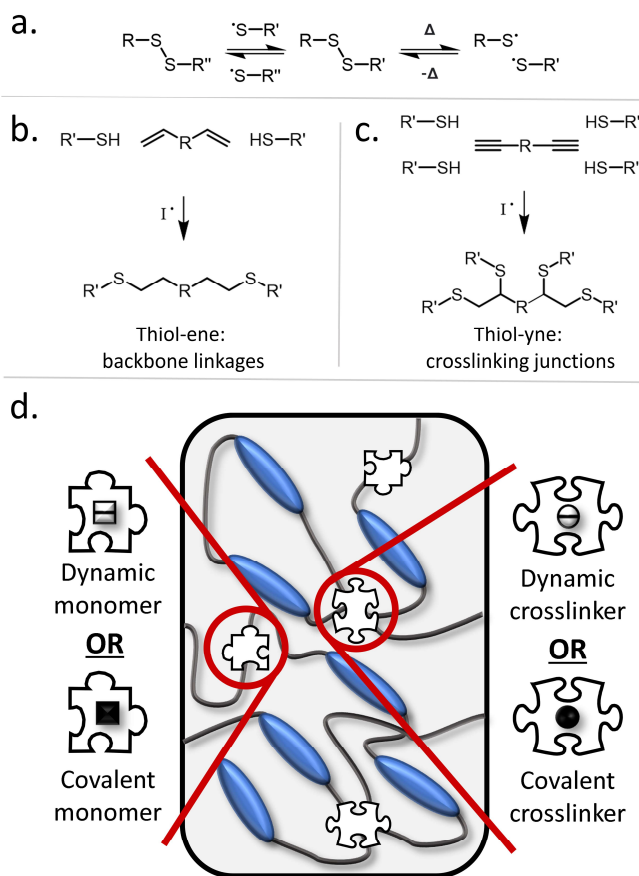 a.
R–S S–R'' •S–R' •S–R'' R–S S–R' Δ -Δ R–S• •S–R'
b.
R'–SH R HS–R'
I•
R' S R S R'
Thiol-ene:
backbone linkages
c.
R'–SH HS–R'
R
R'–SH HS–R'
I•
R' S S R'
R' S R S R'
Thiol-yne:
crosslinking junctions
d.
Dynamic
monomer
OR
Covalent
monomer
Dynamic
crosslinker
OR
Covalent
crosslinker